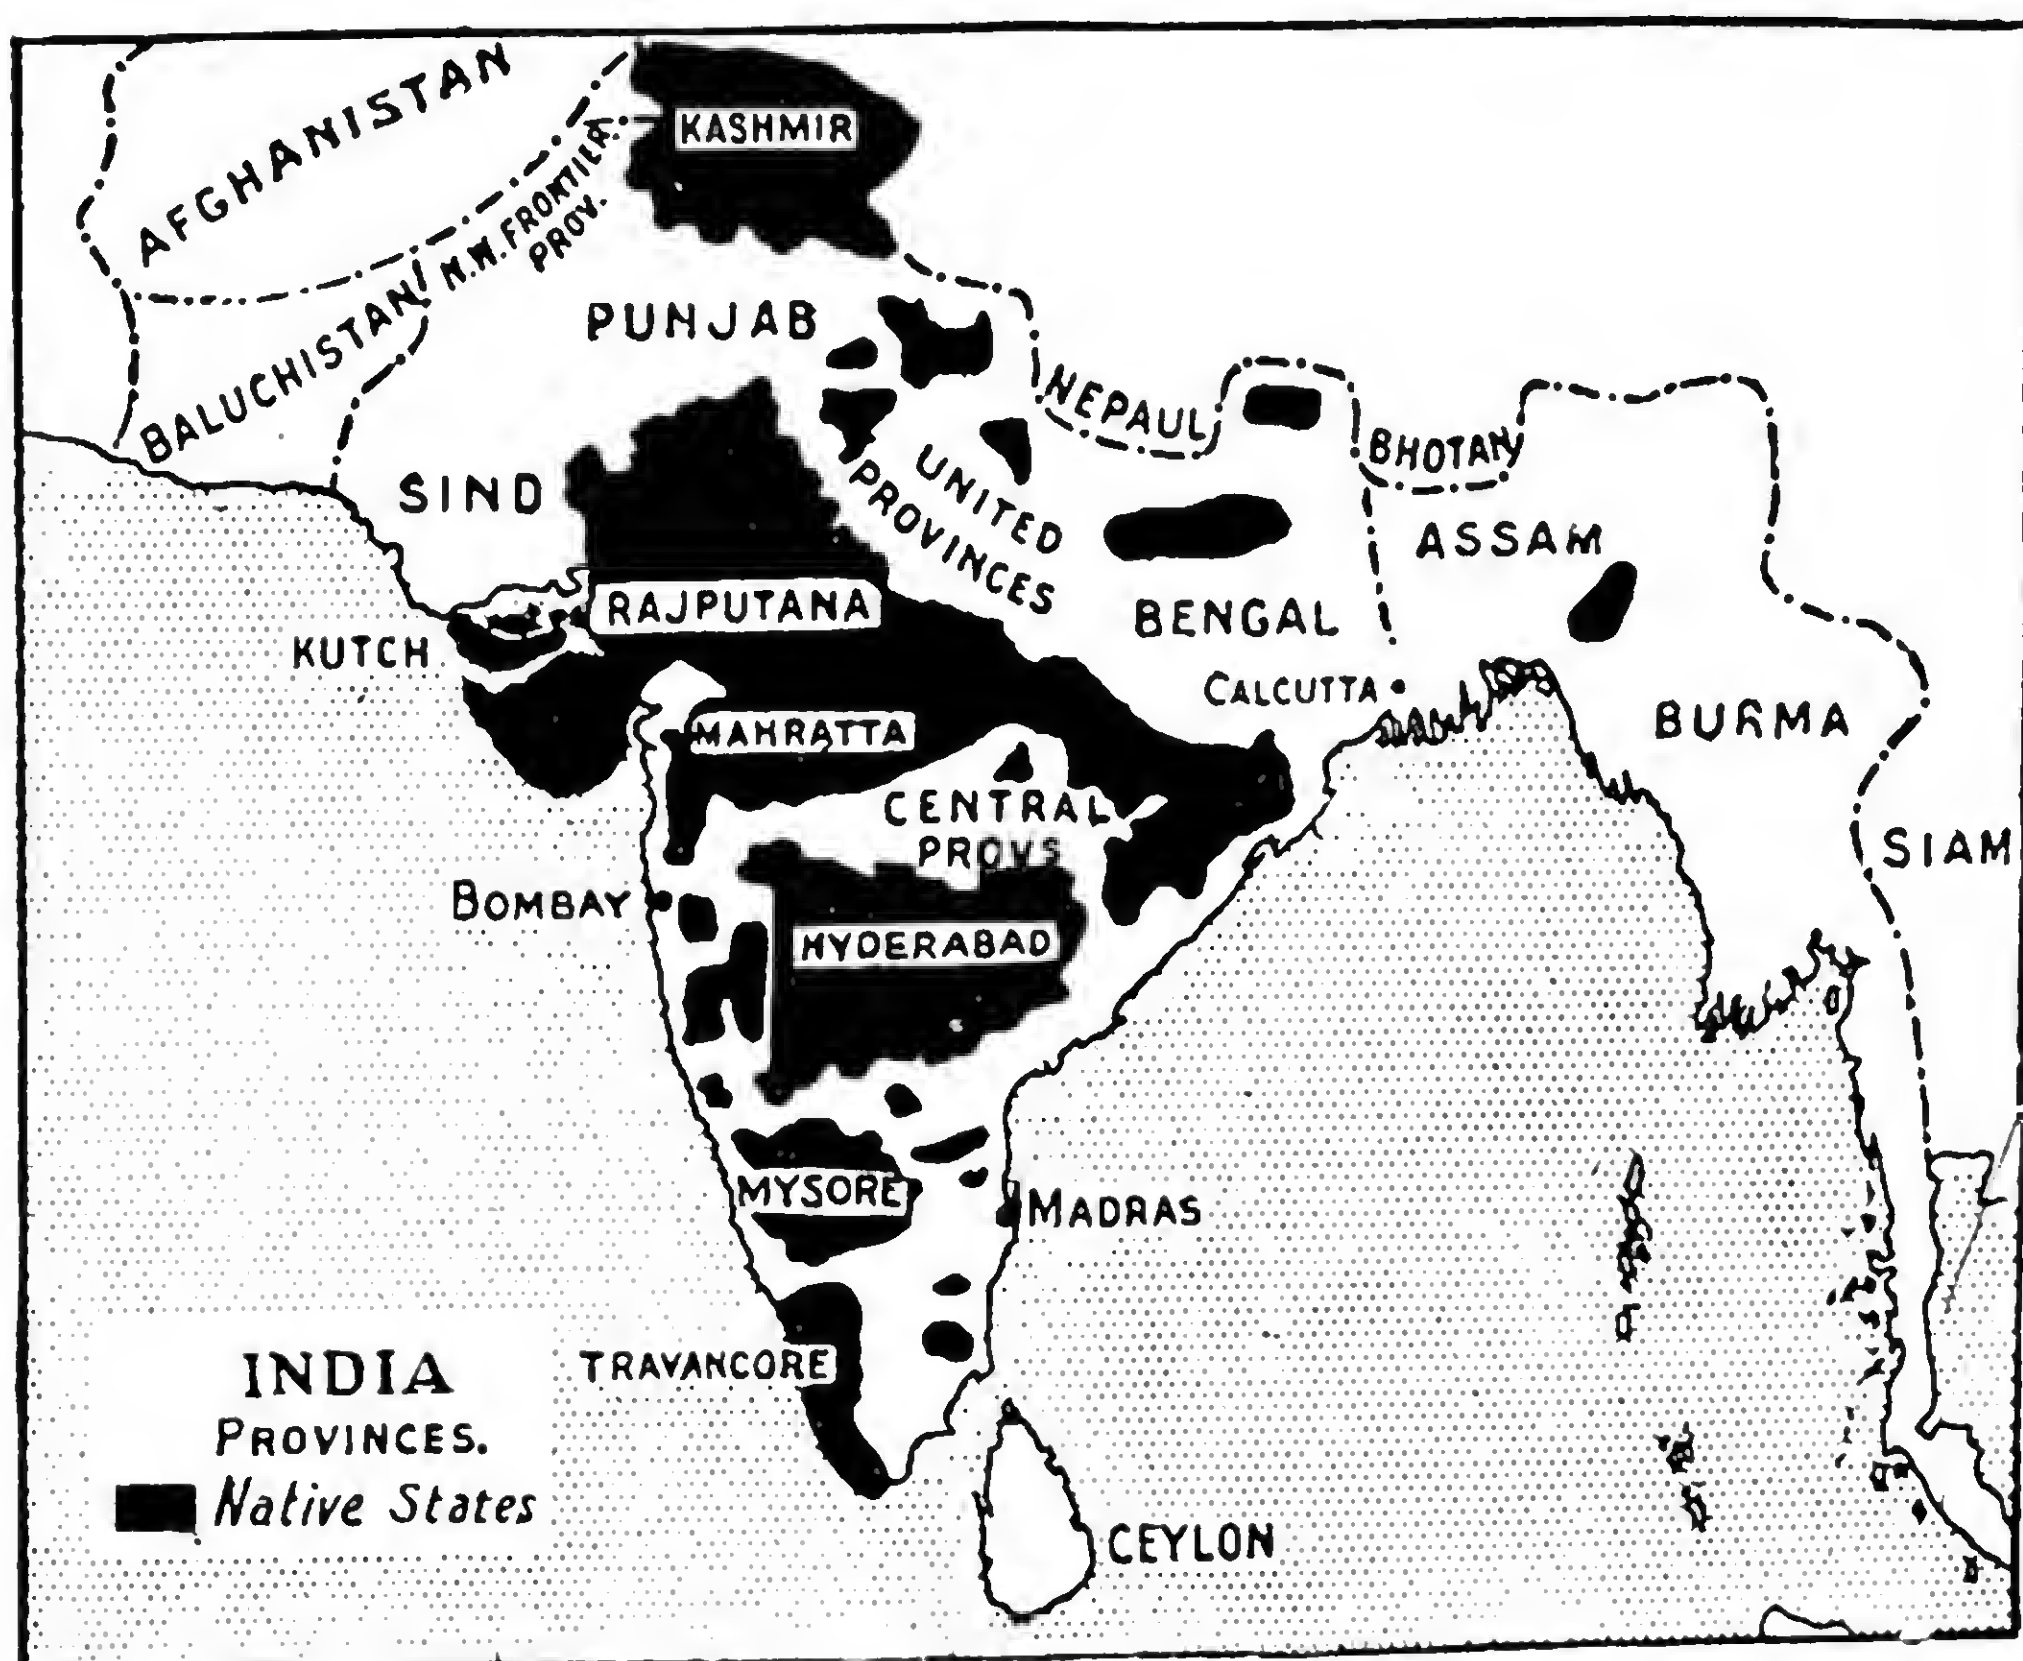 AFGHANISTAN
KASHMIR
N.W. FRONTIER
PROV.
BALUCHISTAN
PUNJAB
NEPAUL
BHOTAN
SIND
UNITED
PROVINCES
ASSAM
RAJPUTANA
BENGAL
KUTCH
CALCUTTA
BURMA
MAHRATTA
CENTRAL
PROVS
SIAM
BOMBAY
HYDERABAD
MYSORE
MADRAS
TRAVANCORE
INDIA
PROVINCES.
Native States
CEYLON